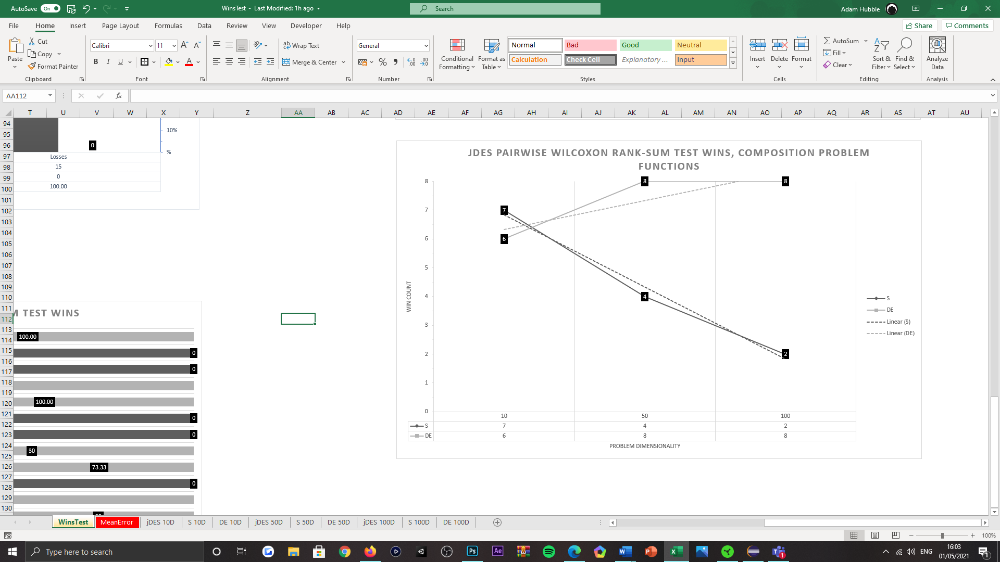 AutoSave On WinsTest - Last Modified: 1h ago Search Adam Hubble
File Home Insert Page Layout Formulas Data Review View Developer Help Share Comments
Paste Cut Copy Format Painter Clipboard
Calibri 11 B I U A A Font
Wrap Text Merge & Center Alignment
General % Number
Conditional Formatting Format as Table
Normal Bad Good Neutral
Calculation Check Cell Explanatory ... Input
Styles
Insert Delete Format Cells
AutoSum Fill Clear Sort & Filter Find & Select Editing
Analyze Data Analysis
AA112 fx
T U V W X Y Z AA AB AC AD AE AF AG AH AI AJ AK AL AM AN AO AP AQ AR AS AT AU
94
95
96
97
98
99
100
101
102
103
104
105
106
107
108
109
110
111
112
113
114
115
116
117
118
119
120
121
122
123
124
125
126
127
128
129
130
10%
0
%
Losses
15
0
100.00
M TEST WINS
100.00
0
0
100.00
0
0
30
73.33
0
JDES PAIRWISE WILCOXON RANK-SUM TEST WINS, COMPOSITION PROBLEM
FUNCTIONS
WIN COUNT
8
7
6
5
4
3
2
1
0
8 8
7
6
4
2
10 50 100
S 7 4 2
DE 6 8 8
PROBLEM DIMENSIONALITY
S
DE
Linear (S)
Linear (DE)
WinsTest MeanError jDES 10D S 10D DE 10D jDES 50D S 50D DE 50D jDES 100D S 100D DE 100D
100%
Type here to search
Ps Ae
ENG
16:03
01/05/2021
1
1